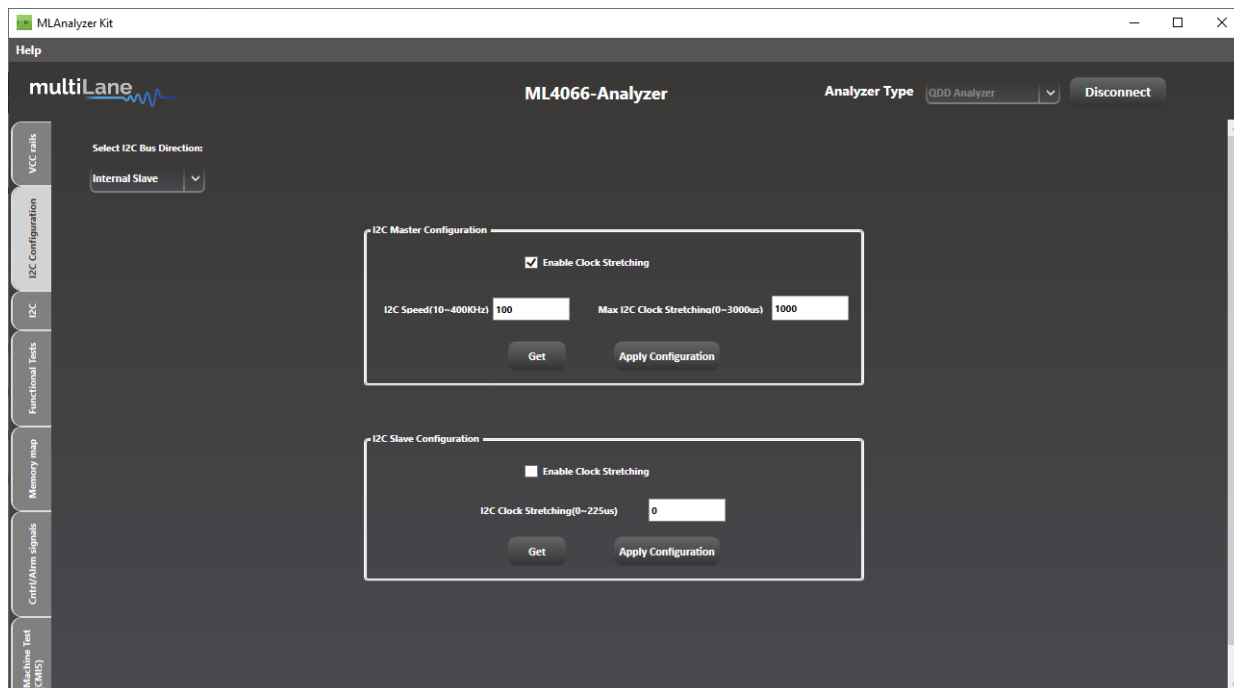 MLAnalyzer Kit
Help
multiLane
ML4066-Analyzer
Analyzer Type
QDD Analyzer
Disconnect
VCC rails
I2C Configuration
I2C
Functional Tests
Memory map
Cntrl/Alrm signals
Machine Test
(CMIS)
Select I2C Bus Direction:
Internal Slave
I2C Master Configuration
Enable Clock Stretching
I2C Speed(10~400KHz)
100
Max I2C Clock Stretching(0~3000us)
1000
Get
Apply Configuration
I2C Slave Configuration
Enable Clock Stretching
I2C Clock Stretching(0~225us)
0
Get
Apply Configuration